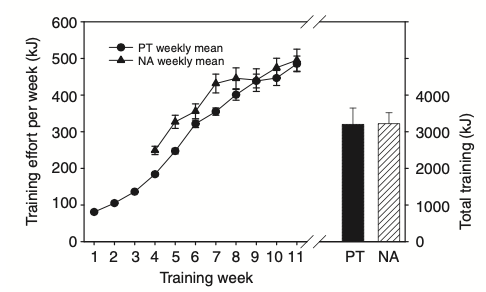 600
500
400
300
200
100
0
Training effort per week (kJ)
PT weekly mean
NA weekly mean
1 2 3 4 5 6 7 8 9 10 11
Training week
4000
3000
2000
1000
0
Total training (kJ)
PT NA